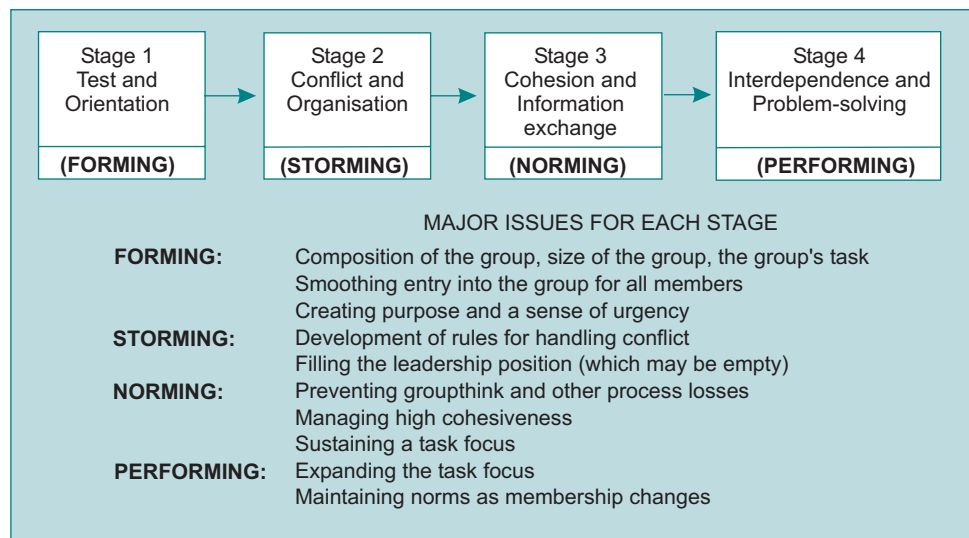 Stage 1
Test and
Orientation
(FORMING)
Stage 2
Conflict and
Organisation
(STORMING)
Stage 3
Cohesion and
Information
exchange
(NORMING)
Stage 4
Interdependence and
Problem-solving
(PERFORMING)
MAJOR ISSUES FOR EACH STAGE
FORMING: Composition of the group, size of the group, the group's task
Smoothing entry into the group for all members
Creating purpose and a sense of urgency
STORMING: Development of rules for handling conflict
Filling the leadership position (which may be empty)
NORMING: Preventing groupthink and other process losses
Managing high cohesiveness
Sustaining a task focus
PERFORMING: Expanding the task focus
Maintaining norms as membership changes